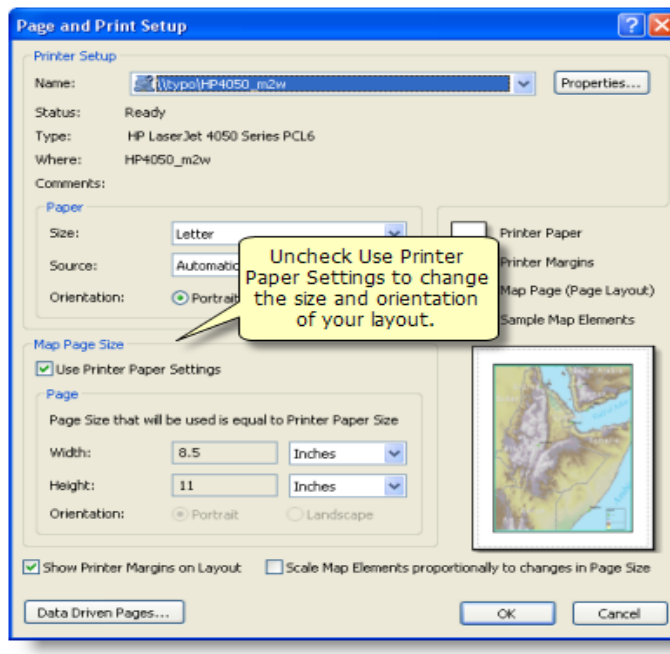 Page and Print Setup
Printer Setup
Name: \\typo\HP4050_m2w Properties...
Status: Ready
Type: HP LaserJet 4050 Series PCL6
Where: HP4050_m2w
Comments:
Paper
Size: Letter
Source: Automatic
Orientation: Portrait
Printer Paper
Printer Margins
Map Page (Page Layout)
Sample Map Elements
Uncheck Use Printer
Paper Settings to change
the size and orientation
of your layout.
Map Page Size
Use Printer Paper Settings
Page
Page Size that will be used is equal to Printer Paper Size
Width: 8.5 Inches
Height: 11 Inches
Orientation: Portrait Landscape
Show Printer Margins on Layout Scale Map Elements proportionally to changes in Page Size
Data Driven Pages... OK Cancel